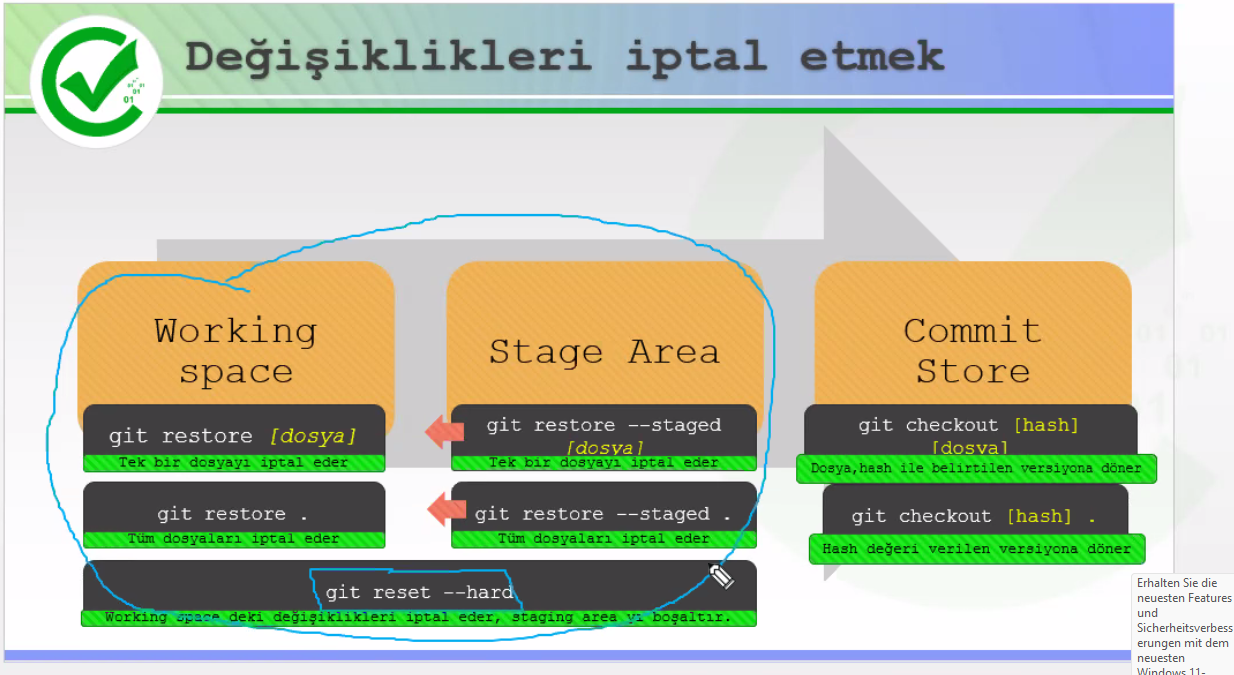 Değişiklikleri iptal etmek
Working
space
git restore [dosya]
Tek bir dosyayı iptal eder
git restore .
Tüm dosyaları iptal eder
Stage Area
git restore --staged
[dosya]
Tek bir dosyayı iptal eder
git restore --staged .
Tüm dosyaları iptal eder
git reset --hard
Working space deki değişiklikleri iptal eder, staging area yı boşaltır.
Commit
Store
git checkout [hash]
[dosya]
Dosya,hash ile belirtilen versiyona döner
git checkout [hash] .
Hash değeri verilen versiyona döner
Erhalten Sie die
neuesten Features
und
Sicherheitsverbess
erungen mit dem
neuesten
Windows 11-